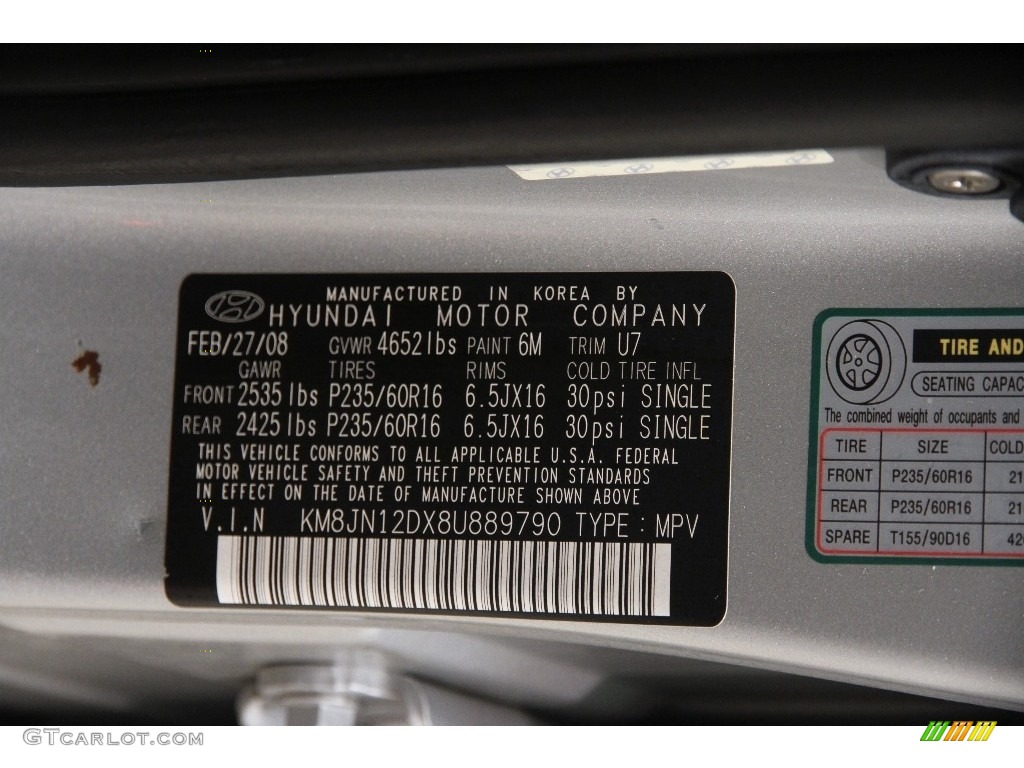 MANUFACTURED IN KOREA BY
HYUNDAI MOTOR COMPANY
FEB/27/08 GVWR 4652lbs PAINT 6M TRIM U7
GAWR TIRES RIMS COLD TIRE INFL
FRONT 2535lbs P235/60R16 6.5JX16 30psi SINGLE
REAR 2425lbs P235/60R16 6.5JX16 30psi SINGLE
THIS VEHICLE CONFORMS TO ALL APPLICABLE U.S.A. FEDERAL
MOTOR VEHICLE SAFETY AND THEFT PREVENTION STANDARDS
IN EFFECT ON THE DATE OF MANUFACTURE SHOWN ABOVE
V.I.N KM8JN12DX8U889790 TYPE : MPV
TIRE AND
SEATING CAPAC
The combined weight of occupants and
TIRE SIZE COLD
FRONT P235/60R16 21
REAR P235/60R16 21
SPARE T155/90D16 42
GTCARLOT.COM